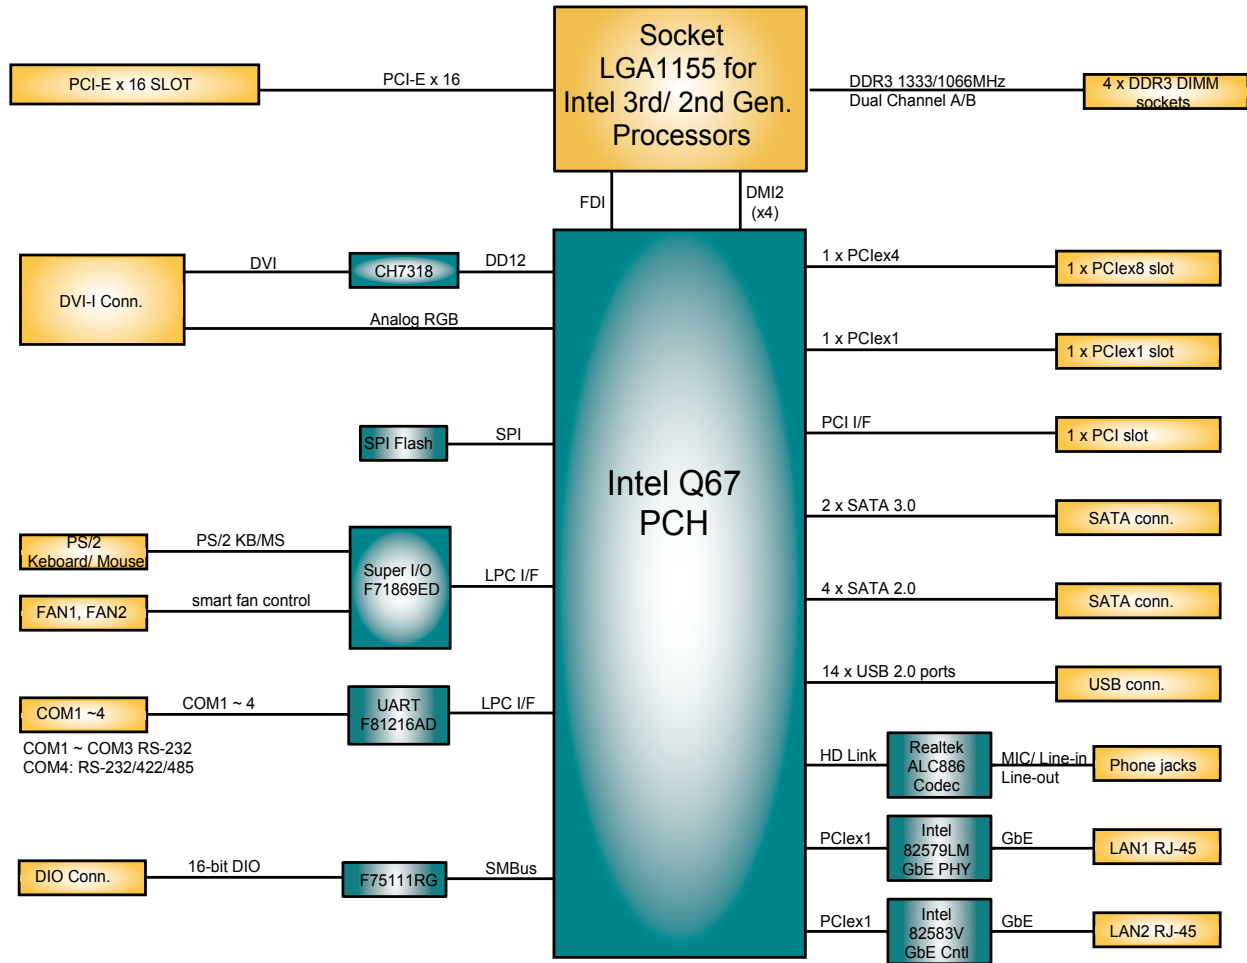 Socket
LGA1155 for
Intel 3rd/ 2nd Gen.
Processors
PCI-E x 16 SLOT
PCI-E x 16
DDR3 1333/1066MHz
Dual Channel A/B
4 x DDR3 DIMM
sockets
FDI
DMI2
(x4)
DVI-I Conn.
DVI
CH7318
DD12
Analog RGB
SPI Flash
SPI
PS/2
Keboard/ Mouse
PS/2 KB/MS
FAN1, FAN2
smart fan control
Super I/O
F71869ED
LPC I/F
COM1 ~4
COM1 ~ 4
UART
F81216AD
LPC I/F
COM1 ~ COM3 RS-232
COM4: RS-232/422/485
DIO Conn.
16-bit DIO
F75111RG
SMBus
Intel Q67
PCH
1 x PCIex4
1 x PCIex8 slot
1 x PCIex1
1 x PCIex1 slot
PCI I/F
1 x PCI slot
2 x SATA 3.0
SATA conn.
4 x SATA 2.0
SATA conn.
14 x USB 2.0 ports
USB conn.
HD Link
Realtek
ALC886
Codec
MIC/ Line-in
Line-out
Phone jacks
PCIex1
Intel
82579LM
GbE PHY
GbE
LAN1 RJ-45
PCIex1
Intel
82583V
GbE Cntl
GbE
LAN2 RJ-45